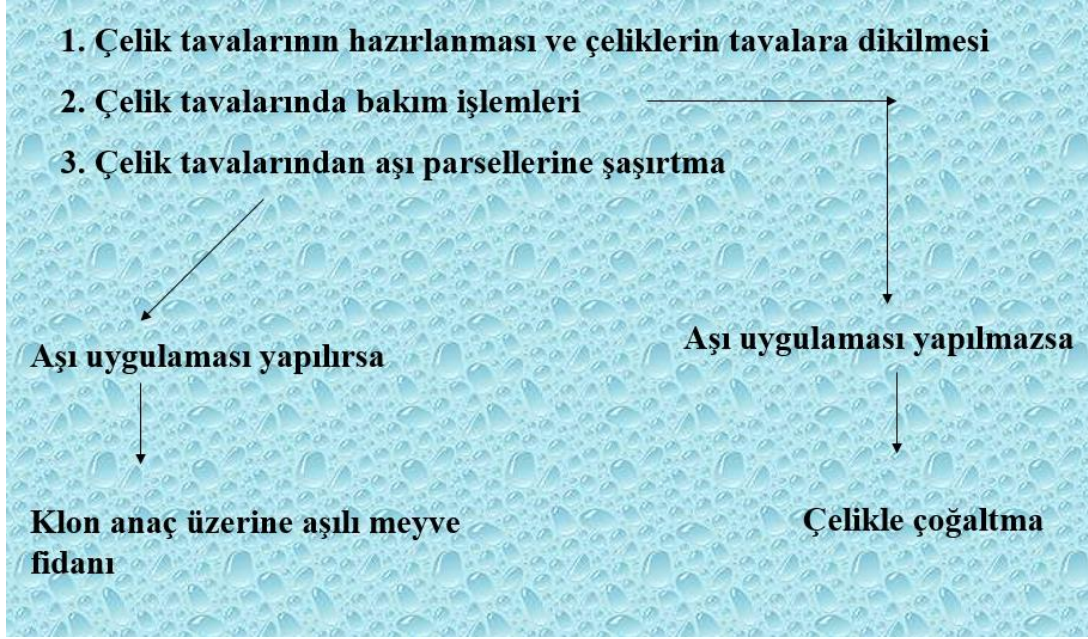 1. Çelik tavalarının hazırlanması ve çeliklerin tavalara dikilmesi
2. Çelik tavalarında bakım işlemleri
3. Çelik tavalarından aşı parsellerine şaşırtma
Aşı uygulaması yapılırsa
Aşı uygulaması yapılmazsa
Klon anaç üzerine aşılı meyve
fidanı
Çelikle çoğaltma